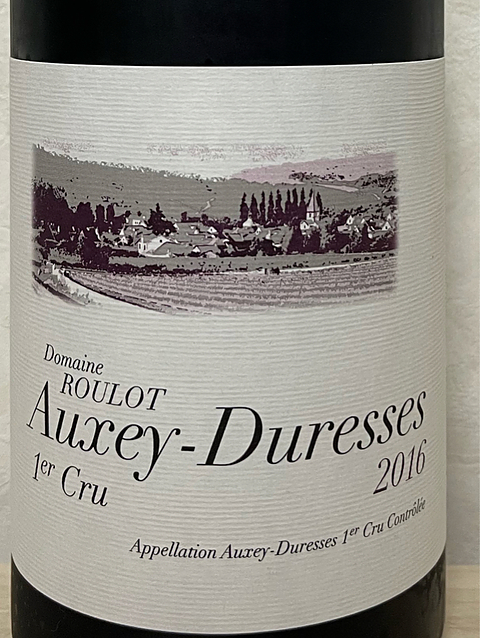 Domaine
ROULOT
Auxey-Duresses
1er Cru
2016
Appellation Auxey-Duresses 1er Cru Contrôlée